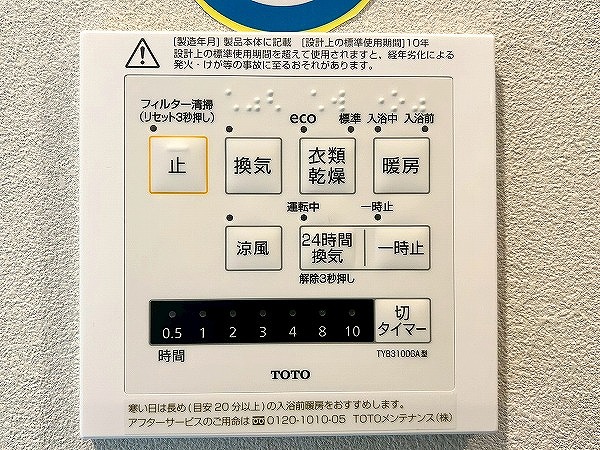 [製造年月] 製品本体に記載 [設計上の標準使用期間]10年
設計上の標準使用期間を超えて使用されますと、経年劣化による
発火・けが等の事故に至るおそれがあります。
フィルター清掃
(リセット3秒押し)
eco 標準 入浴中 入浴前
止 換気 衣類乾燥 暖房
運転中 一時止
涼風 24時間換気 一時止
解除3秒押し
0.5 1 2 3 4 8 10
切タイマー
時間
TYB3100GA型
TOTO
寒い日は長め(目安20分以上)の入浴前暖房をおすすめします。
アフターサービスのご用命は 0120-1010-05 TOTOメンテナンス(株)